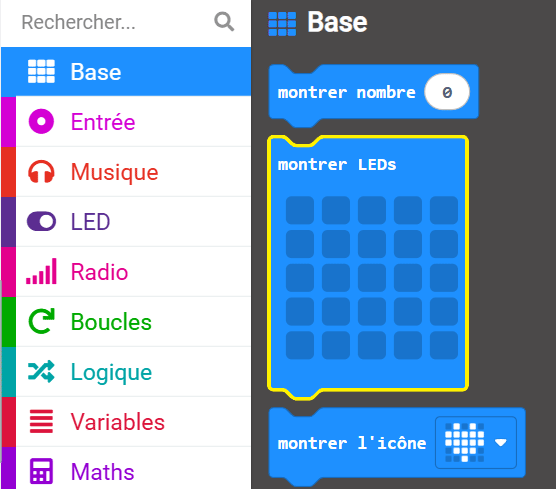 Rechercher...
Base
Entrée
Musique
LED
Radio
Boucles
Logique
Variables
Maths
Base
montrer nombre 0
montrer LEDs
montrer l'icône